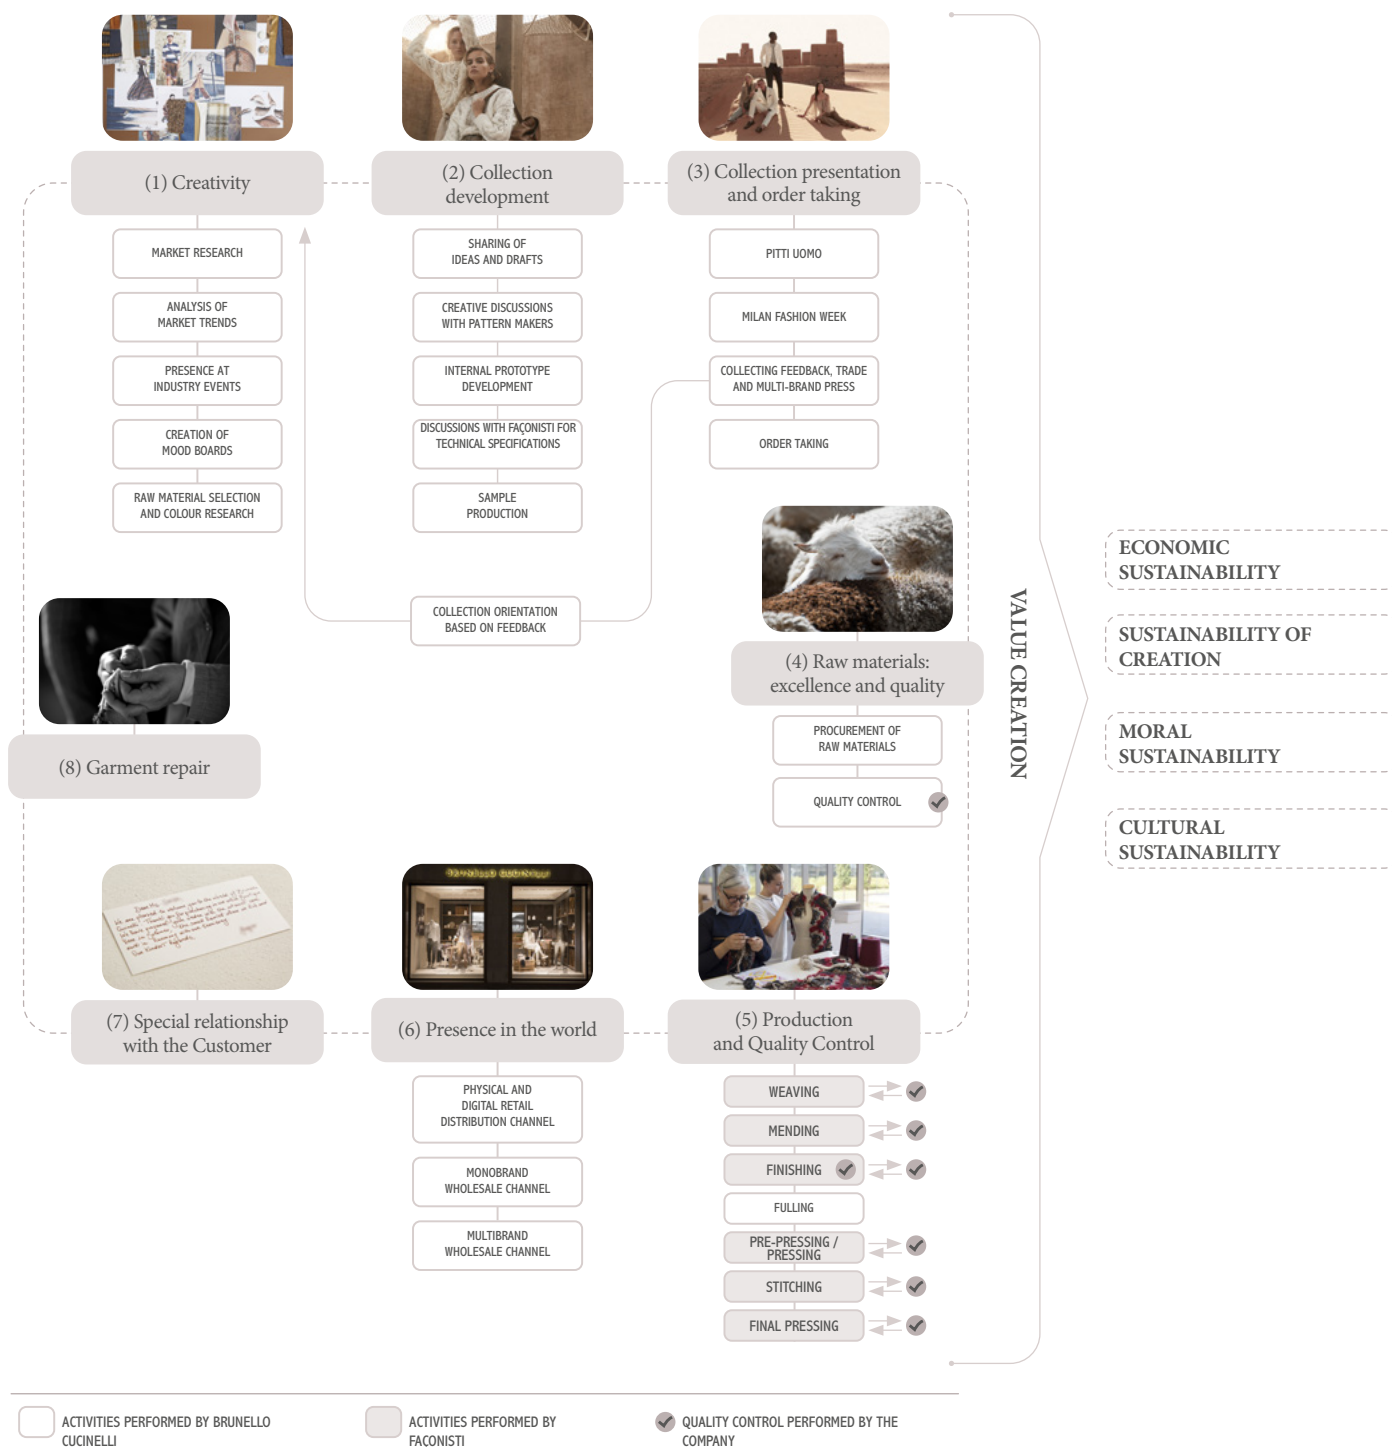 (1) Creativity
MARKET RESEARCH
ANALYSIS OF
MARKET TRENDS
PRESENCE AT
INDUSTRY EVENTS
CREATION OF
MOOD BOARDS
RAW MATERIAL SELECTION
AND COLOUR RESEARCH
(2) Collection
development
SHARING OF
IDEAS AND DRAFTS
CREATIVE DISCUSSIONS
WITH PATTERN MAKERS
INTERNAL PROTOTYPE
DEVELOPMENT
DISCUSSIONS WITH FAÇONISTI FOR
TECHNICAL SPECIFICATIONS
SAMPLE
PRODUCTION
(3) Collection presentation
and order taking
PITTI UOMO
MILAN FASHION WEEK
COLLECTING FEEDBACK, TRADE
AND MULTI-BRAND PRESS
ORDER TAKING
COLLECTION ORIENTATION
BASED ON FEEDBACK
(4) Raw materials:
excellence and quality
PROCUREMENT OF
RAW MATERIALS
QUALITY CONTROL
(8) Garment repair
(7) Special relationship
with the Customer
BRUNELLO CUCINELLI
(6) Presence in the world
PHYSICAL AND
DIGITAL RETAIL
DISTRIBUTION CHANNEL
MONOBRAND
WHOLESALE CHANNEL
MULTIBRAND
WHOLESALE CHANNEL
(5) Production
and Quality Control
WEAVING
MENDING
FINISHING
FULLING
PRE-PRESSING /
PRESSING
STITCHING
FINAL PRESSING
VALUE CREATION
ECONOMIC
SUSTAINABILITY
SUSTAINABILITY OF
CREATION
MORAL
SUSTAINABILITY
CULTURAL
SUSTAINABILITY
ACTIVITIES PERFORMED BY BRUNELLO
CUCINELLI
ACTIVITIES PERFORMED BY
FAÇONISTI
QUALITY CONTROL PERFORMED BY THE
COMPANY